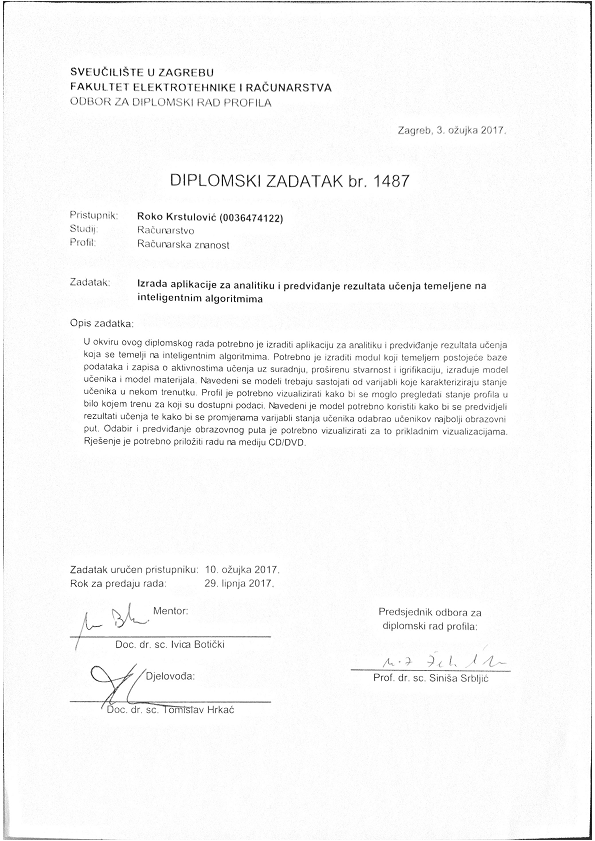 SVEUČILIŠTE U ZAGREBU
FAKULTET ELEKTROTEHNIKE I RAČUNARSTVA
ODBOR ZA DIPLOMSKI RAD PROFILA
Zagreb, 3. ožujka 2017.
DIPLOMSKI ZADATAK br. 1487
Pristupnik: Roko Krstulović (0036474122)
Studij: Računarstvo
Profil: Računarska znanost
Zadatak: Izrada aplikacije za analitiku i predviđanje rezultata učenja temeljene na
inteligentnim algoritmima
Opis zadatka:
U okviru ovog diplomskog rada potrebno je izraditi aplikaciju za analitiku i predviđanje rezultata učenja
koja se temelji na inteligentnim algoritmima. Potrebno je izraditi modul koji temeljem postojeće baze
podataka i zapisa o aktivnostima učenja uz suradnju, proširenu stvarnost i igrifikaciju, izrađuje model
učenika i model materijala. Navedeni se modeli trebaju sastojati od varijabli koje karakteriziraju stanje
učenika u nekom trenutku. Profil je potrebno vizualizirati kako bi se moglo pregledati stanje profila u
bilo kojem trenu za koji su dostupni podaci. Navedeni je model potrebno koristiti kako bi se predvidjeli
rezultati učenja te kako bi se promjenama varijabli stanja učenika odabrao učenikov najbolji obrazovni
put. Odabir i predviđanje obrazovnog puta je potrebno vizualizirati za to prikladnim vizualizacijama.
Rješenje je potrebno priložiti radu na mediju CD/DVD.
Zadatak uručen pristupniku: 10. ožujka 2017.
Rok za predaju rada: 29. lipnja 2017.
Mentor:
Doc. dr. sc. Ivica Botički
Djelovođa:
Doc. dr. sc. Tomislav Hrkać
Predsjednik odbora za
diplomski rad profila:
Prof. dr. sc. Siniša Srbljić